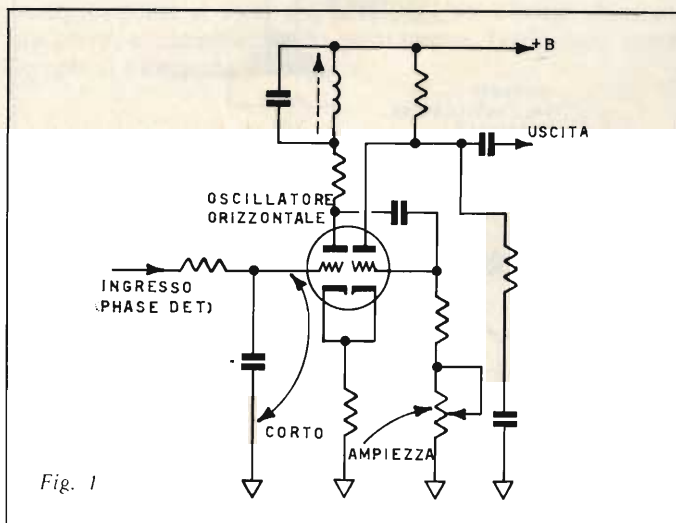 +B
USCITA
OSCILLATORE
ORIZZONTALE
INGRESSO
(PHASE DET)
CORTO
AMPIEZZA
Fig. 1